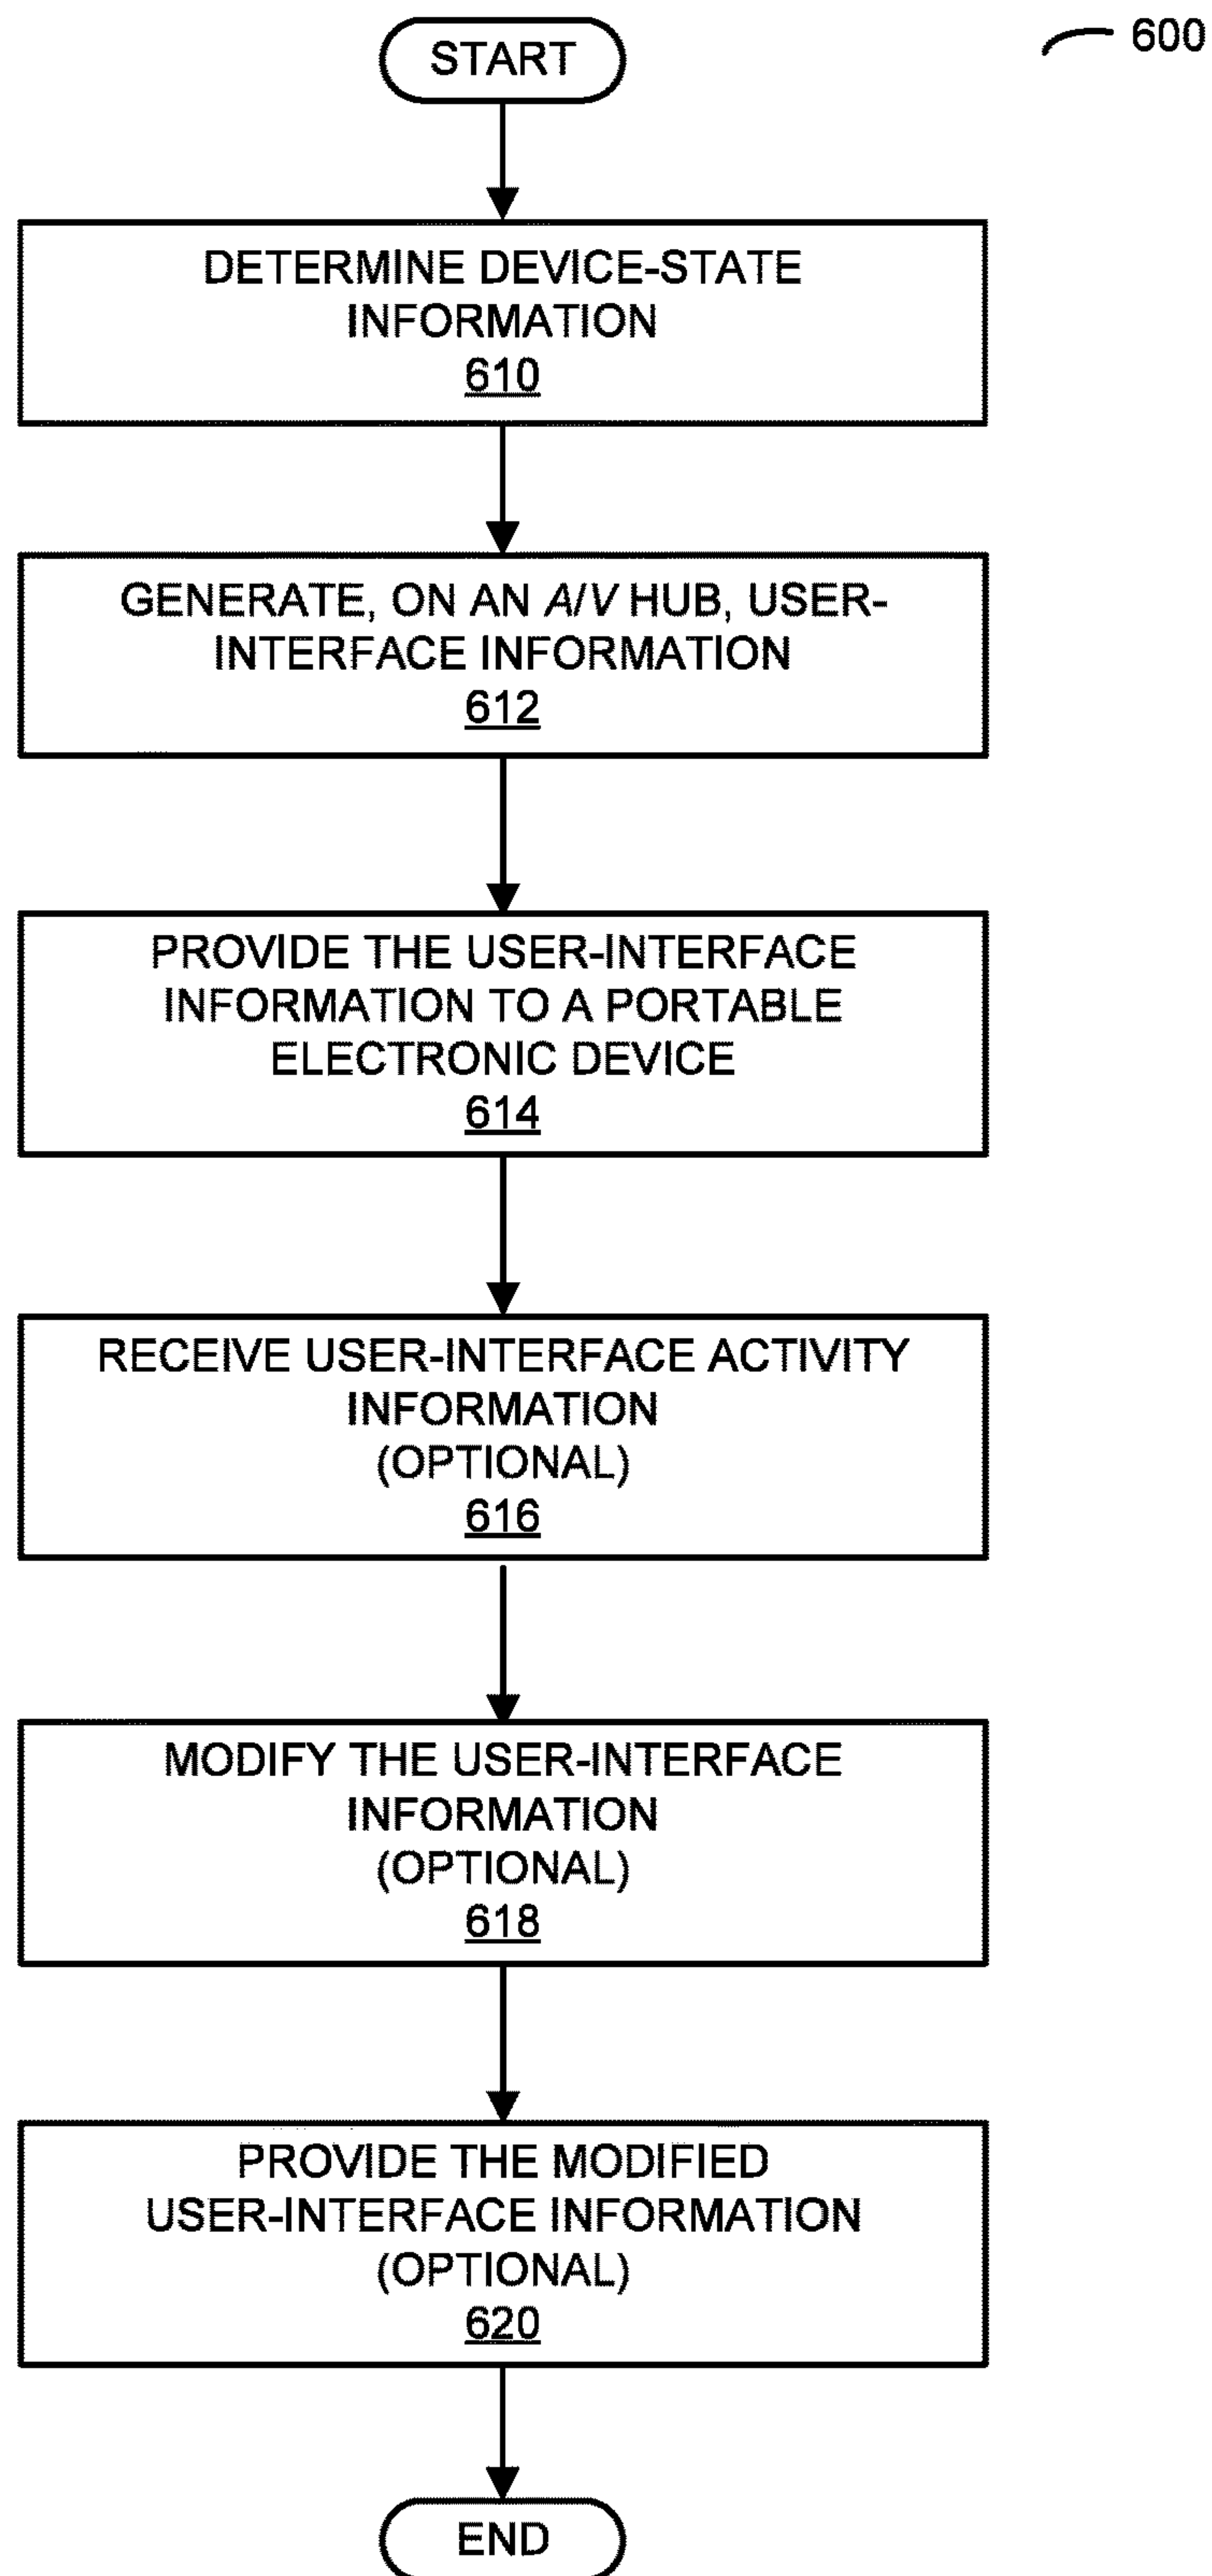 START
600
DETERMINE DEVICE-STATE
INFORMATION
610
GENERATE, ON AN A/V HUB, USER-
INTERFACE INFORMATION
612
PROVIDE THE USER-INTERFACE
INFORMATION TO A PORTABLE
ELECTRONIC DEVICE
614
RECEIVE USER-INTERFACE ACTIVITY
INFORMATION
(OPTIONAL)
616
MODIFY THE USER-INTERFACE
INFORMATION
(OPTIONAL)
618
PROVIDE THE MODIFIED
USER-INTERFACE INFORMATION
(OPTIONAL)
620
END